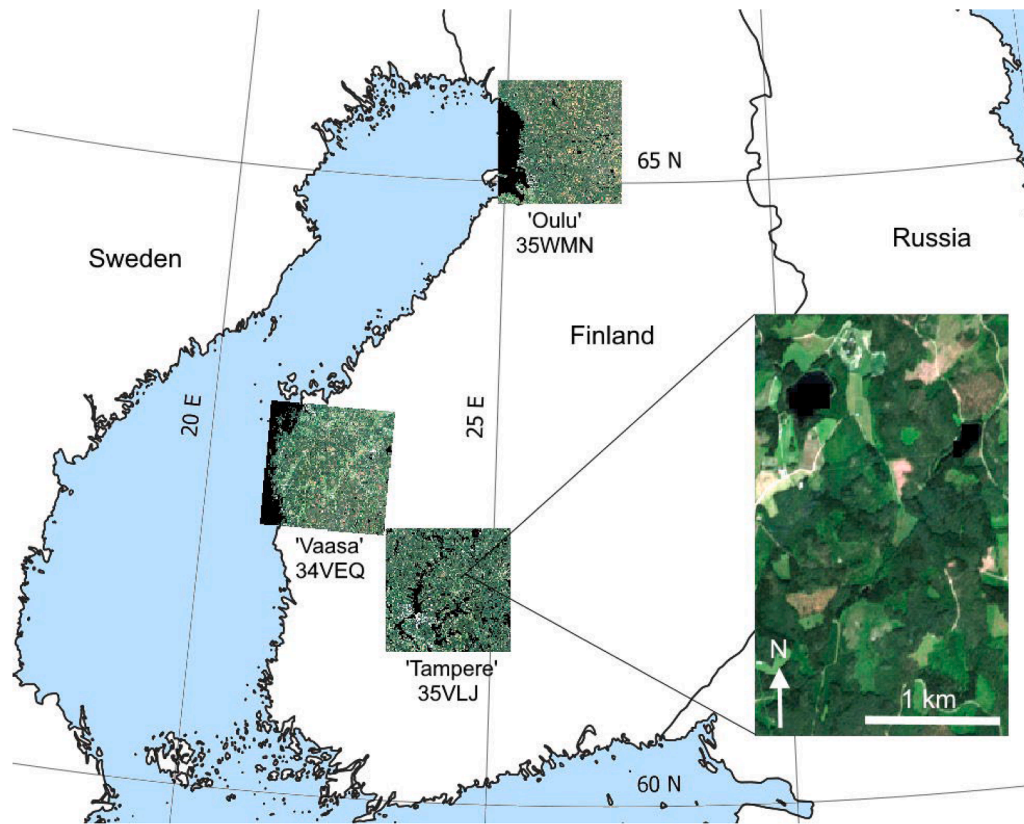 65 N
'Oulu'
35WMN
Sweden
Russia
Finland
20 E
25 E
'Vaasa'
34VEQ
'Tampere'
35VLJ
N
1 km
60 N